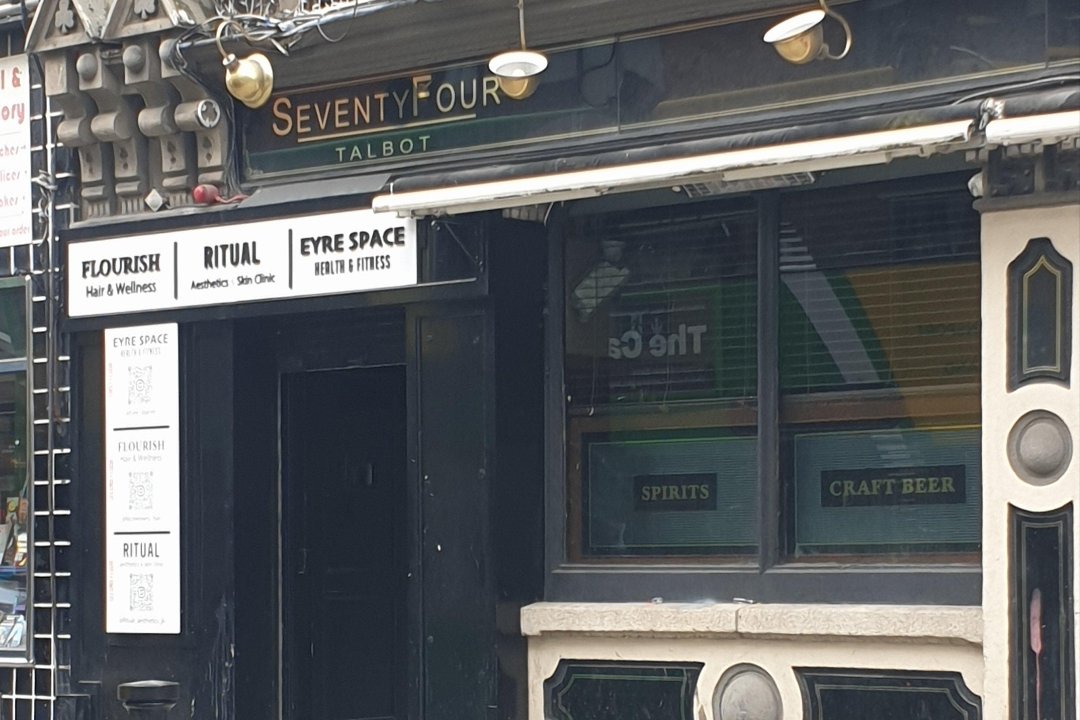 SEVENTYFOUR
TALBOT
FLOURISH
Hair & Wellness
RITUAL
Aesthetics Skin Clinic
EYRE SPACE
HEALTH & FITNESS
EYRE SPACE
HEALTH & FITNESS
FLOURISH
Hair & Wellness
RITUAL
The Ca
SPIRITS
CRAFT BEER
l &
ory